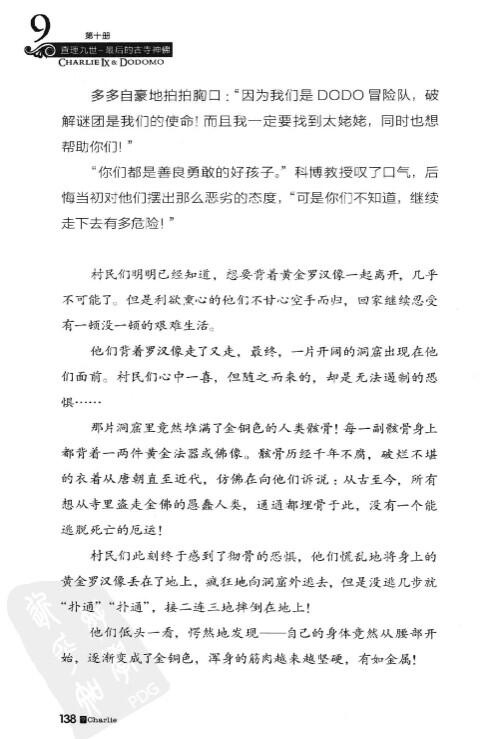 9
第十册
查理九世-最后的古寺神佛
CHARLIE IX & DODOMO
多多自豪地拍拍胸口：“因为我们是 DODO 冒险队，破
解谜团是我们的使命！而且我一定要找到太姥姥，同时也想
帮助你们！”
“你们都是善良勇敢的好孩子。”科博教授叹了口气，后
悔当初对他们摆出那么恶劣的态度，“可是你们不知道，继续
走下去有多危险！”
村民们明明已经知道，想要背着黄金罗汉像一起离开，几乎
不可能了。但是利欲熏心的他们不甘心空手而归，回家继续忍受
有一顿没一顿的艰难生活。
他们背着罗汉像走了又走，最终，一片开阔的洞窟出现在他
们面前。村民们心中一喜，但随之而来的，却是无法遏制的恐
惧……
那片洞窟里竟然堆满了金铜色的人类骸骨！每一副骸骨身上
都背着一两件黄金法器或佛像。骸骨历经千年不腐，破烂不堪
的衣着从唐朝直至近代，仿佛在向他们诉说：从古至今，所有
想从寺里盗走金佛的愚蠢人类，通通都埋骨于此，没有一个能
逃脱死亡的厄运！
村民们此刻终于感到了彻骨的恐惧，他们慌乱地将身上的
黄金罗汉像丢在了地上，疯狂地向洞窟外逃去，但是没逃几步就
“扑通”“扑通”，接二连三地摔倒在地上！
他们低头一看，愕然地发现——自己的身体竟然从腰部开
始，逐渐变成了金铜色，浑身的筋肉越来越坚硬，有如金属！
PDG
138 Charlie